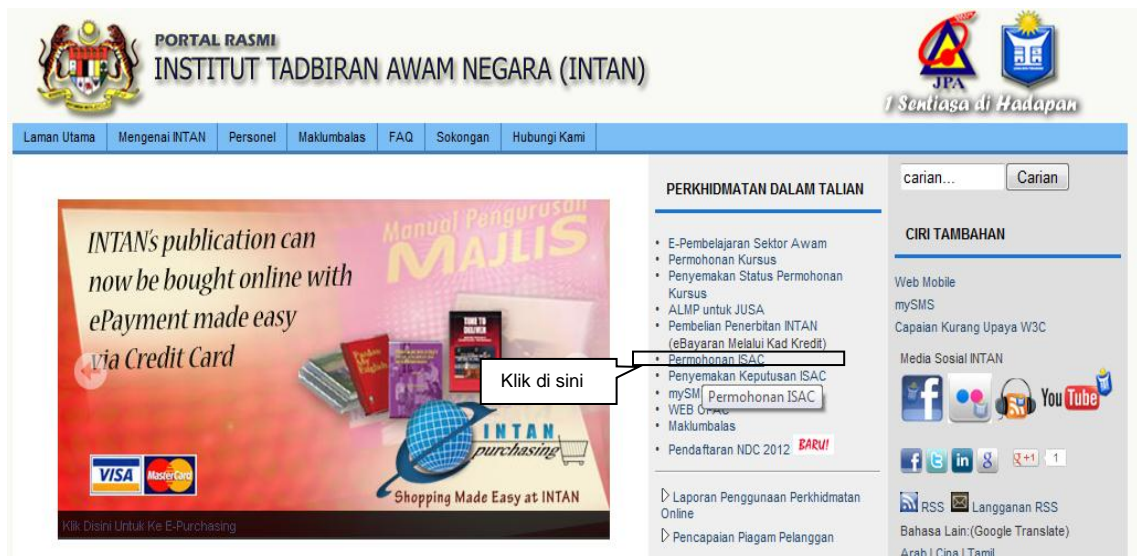 PORTAL RASMI
INSTITUT TADBIRAN AWAM NEGARA (INTAN)
JPA
1 Sentiasa di Hadapan
Laman Utama Mengenai INTAN Personel Maklumbalas FAQ Sokongan Hubungi Kami
Manual Pengurusan
MAJLIS
INTAN's publication can
now be bought online with
ePayment made easy
via Credit Card
TIME TO
DELIVER
INTAN
purchasing
Shopping Made Easy at INTAN
VISA MasterCard
Klik Disini Untuk Ke E-Purchasing
Klik di sini
PERKHIDMATAN DALAM TALIAN
• E-Pembelajaran Sektor Awam
• Permohonan Kursus
• Penyemakan Status Permohonan
Kursus
• ALMP untuk JUSA
• Pembelian Penerbitan INTAN
(eBayaran Melalui Kad Kredit)
• Permohonan ISAC
• Penyemakan Keputusan ISAC
• mySM
Permohonan ISAC
• WEB OPAC
• Maklumbalas
• Pendaftaran NDC 2012 BARU!
Laporan Penggunaan Perkhidmatan
Online
Pencapaian Piagam Pelanggan
carian... Carian
CIRI TAMBAHAN
Web Mobile
mySMS
Capaian Kurang Upaya W3C
Media Sosial INTAN
You Tube
+1 1
RSS Langganan RSS
Bahasa Lain:(Google Translate)
Arab | Cina | Tamil